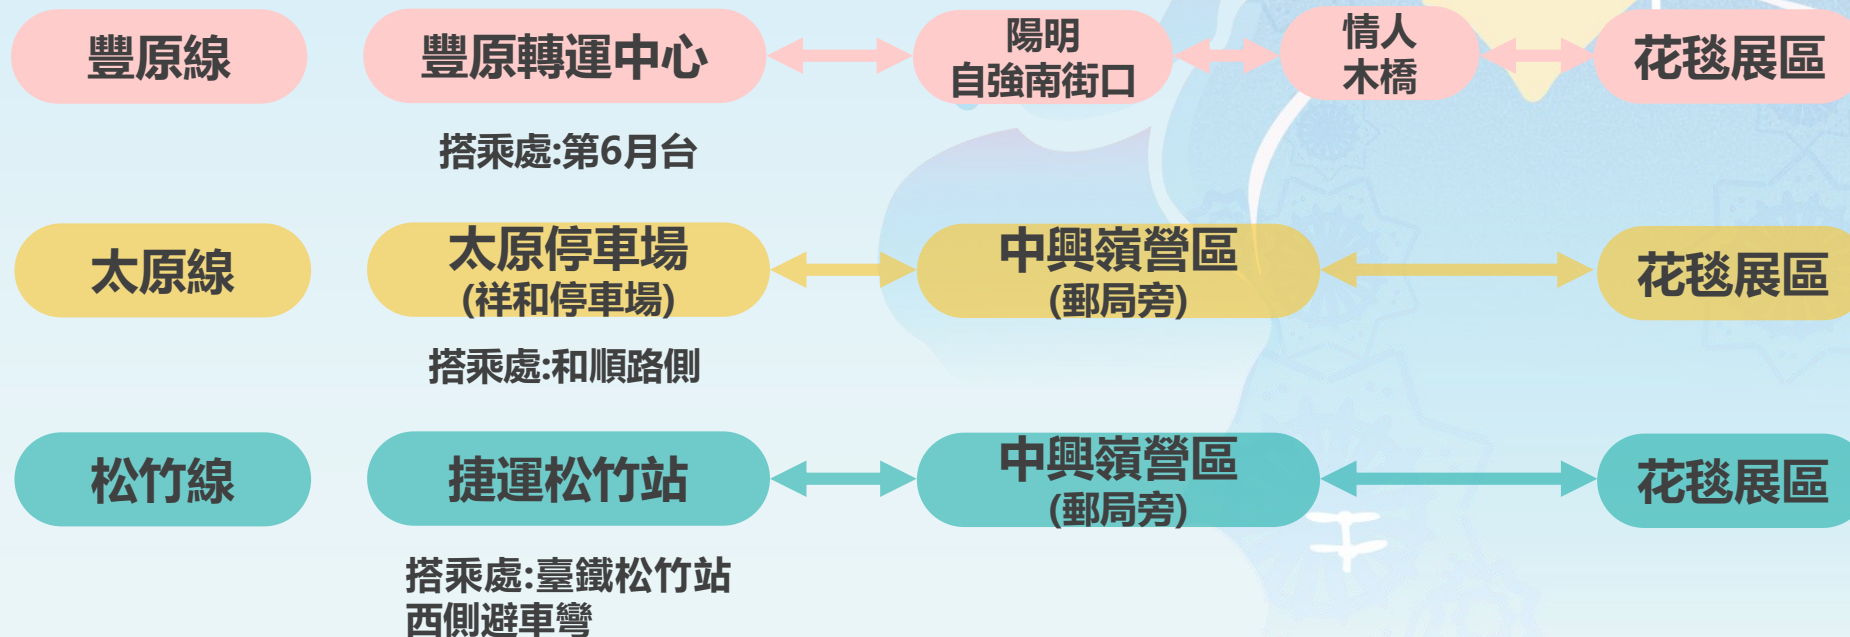 豐原線
豐原轉運中心
陽明
自強南街口
情人
木橋
花毯展區
搭乘處:第6月台
太原線
太原停車場
(祥和停車場)
中興嶺營區
(郵局旁)
花毯展區
搭乘處:和順路側
松竹線
捷運松竹站
中興嶺營區
(郵局旁)
花毯展區
搭乘處:臺鐵松竹站
西側避車彎